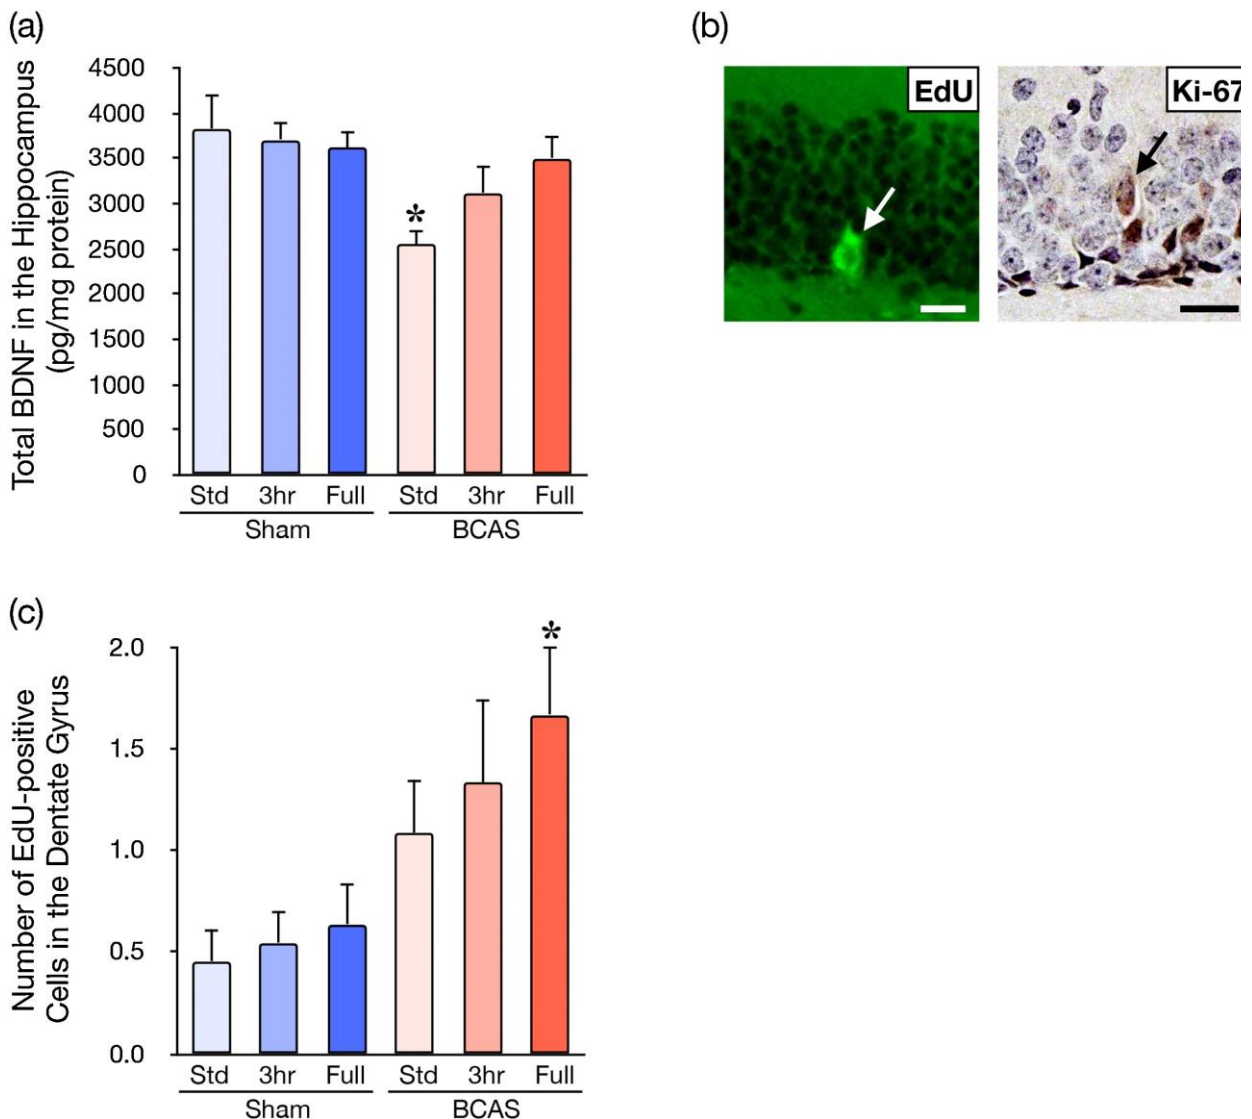 (a)
Total BDNF in the Hippocampus
(pg/mg protein)
4500
4000
3500
3000
2500
2000
1500
1000
500
0
*
Std 3hr Full Std 3hr Full
Sham BCAS
(b)
EdU
Ki-67
(c)
Number of EdU-positive
Cells in the Dentate Gyrus
2.0
1.5
1.0
0.5
0.0
*
Std 3hr Full Std 3hr Full
Sham BCAS